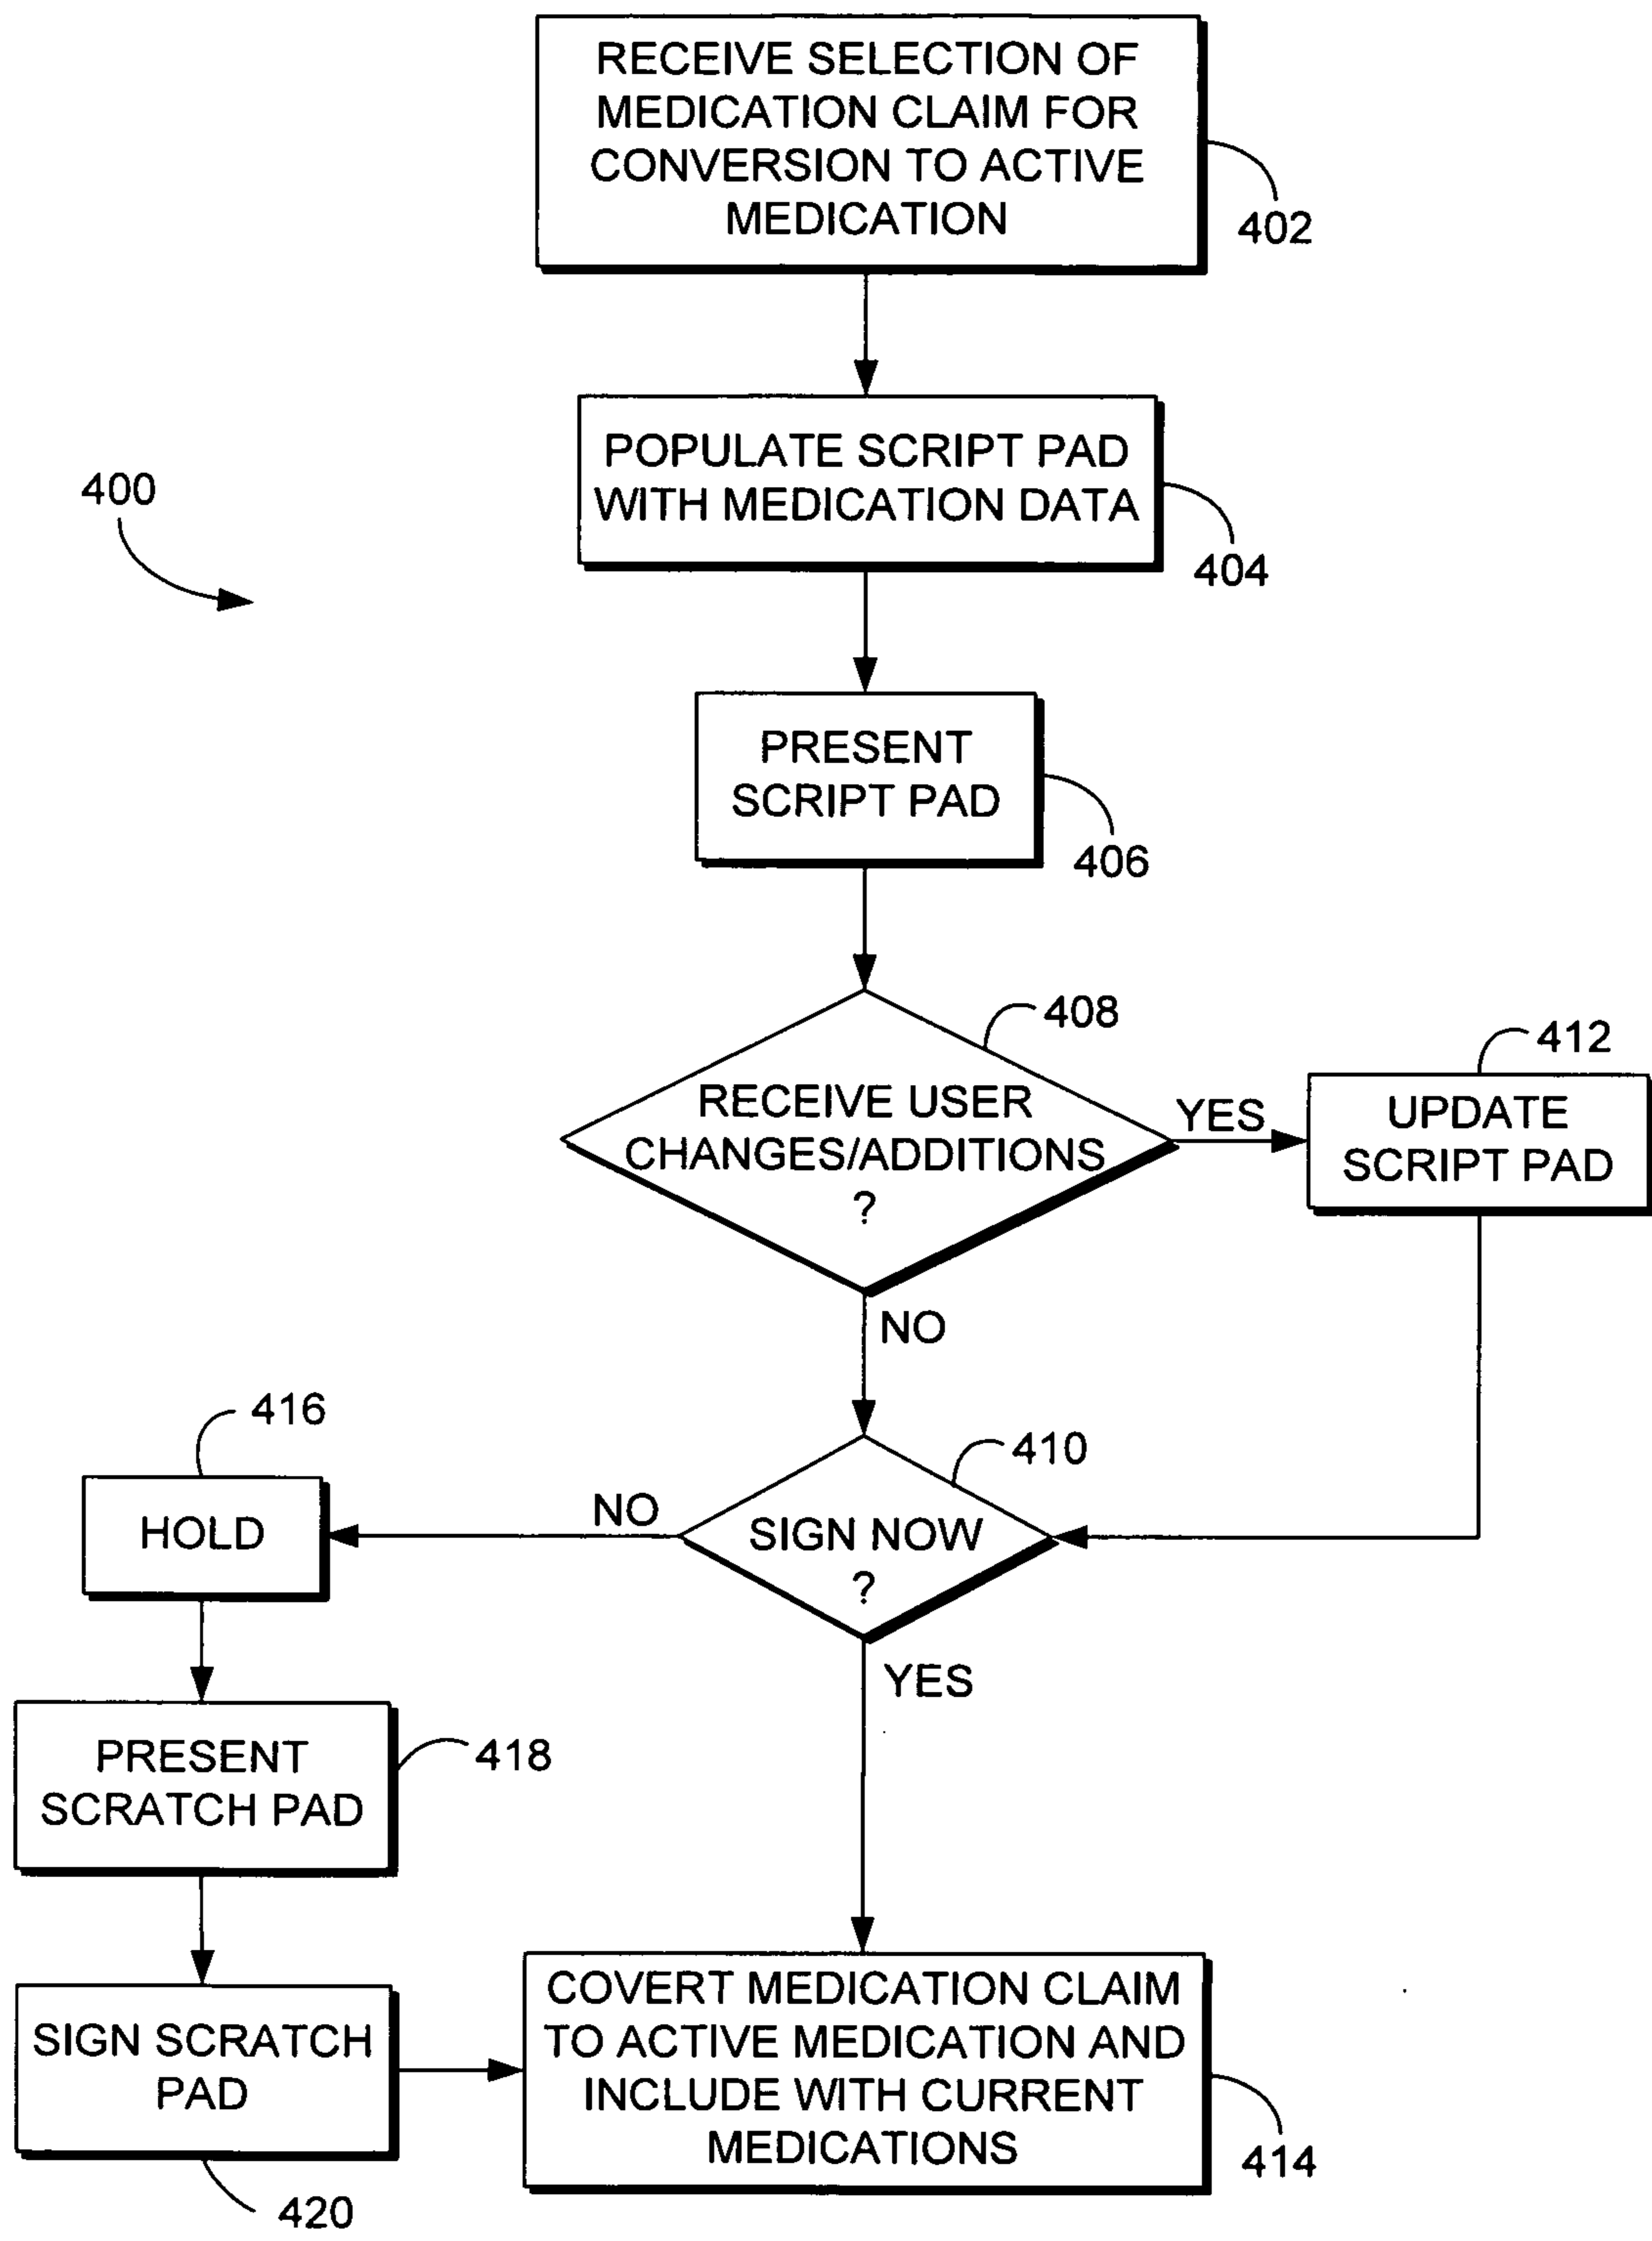 RECEIVE SELECTION OF
MEDICATION CLAIM FOR
CONVERSION TO ACTIVE
MEDICATION
402
POPULATE SCRIPT PAD
WITH MEDICATION DATA
404
400
PRESENT
SCRIPT PAD
406
408
RECEIVE USER
CHANGES/ADDITIONS
?
YES
412
UPDATE
SCRIPT PAD
NO
410
SIGN NOW
?
NO
416
HOLD
YES
PRESENT
SCRATCH PAD
418
SIGN SCRATCH
PAD
420
COVERT MEDICATION CLAIM
TO ACTIVE MEDICATION AND
INCLUDE WITH CURRENT
MEDICATIONS
414